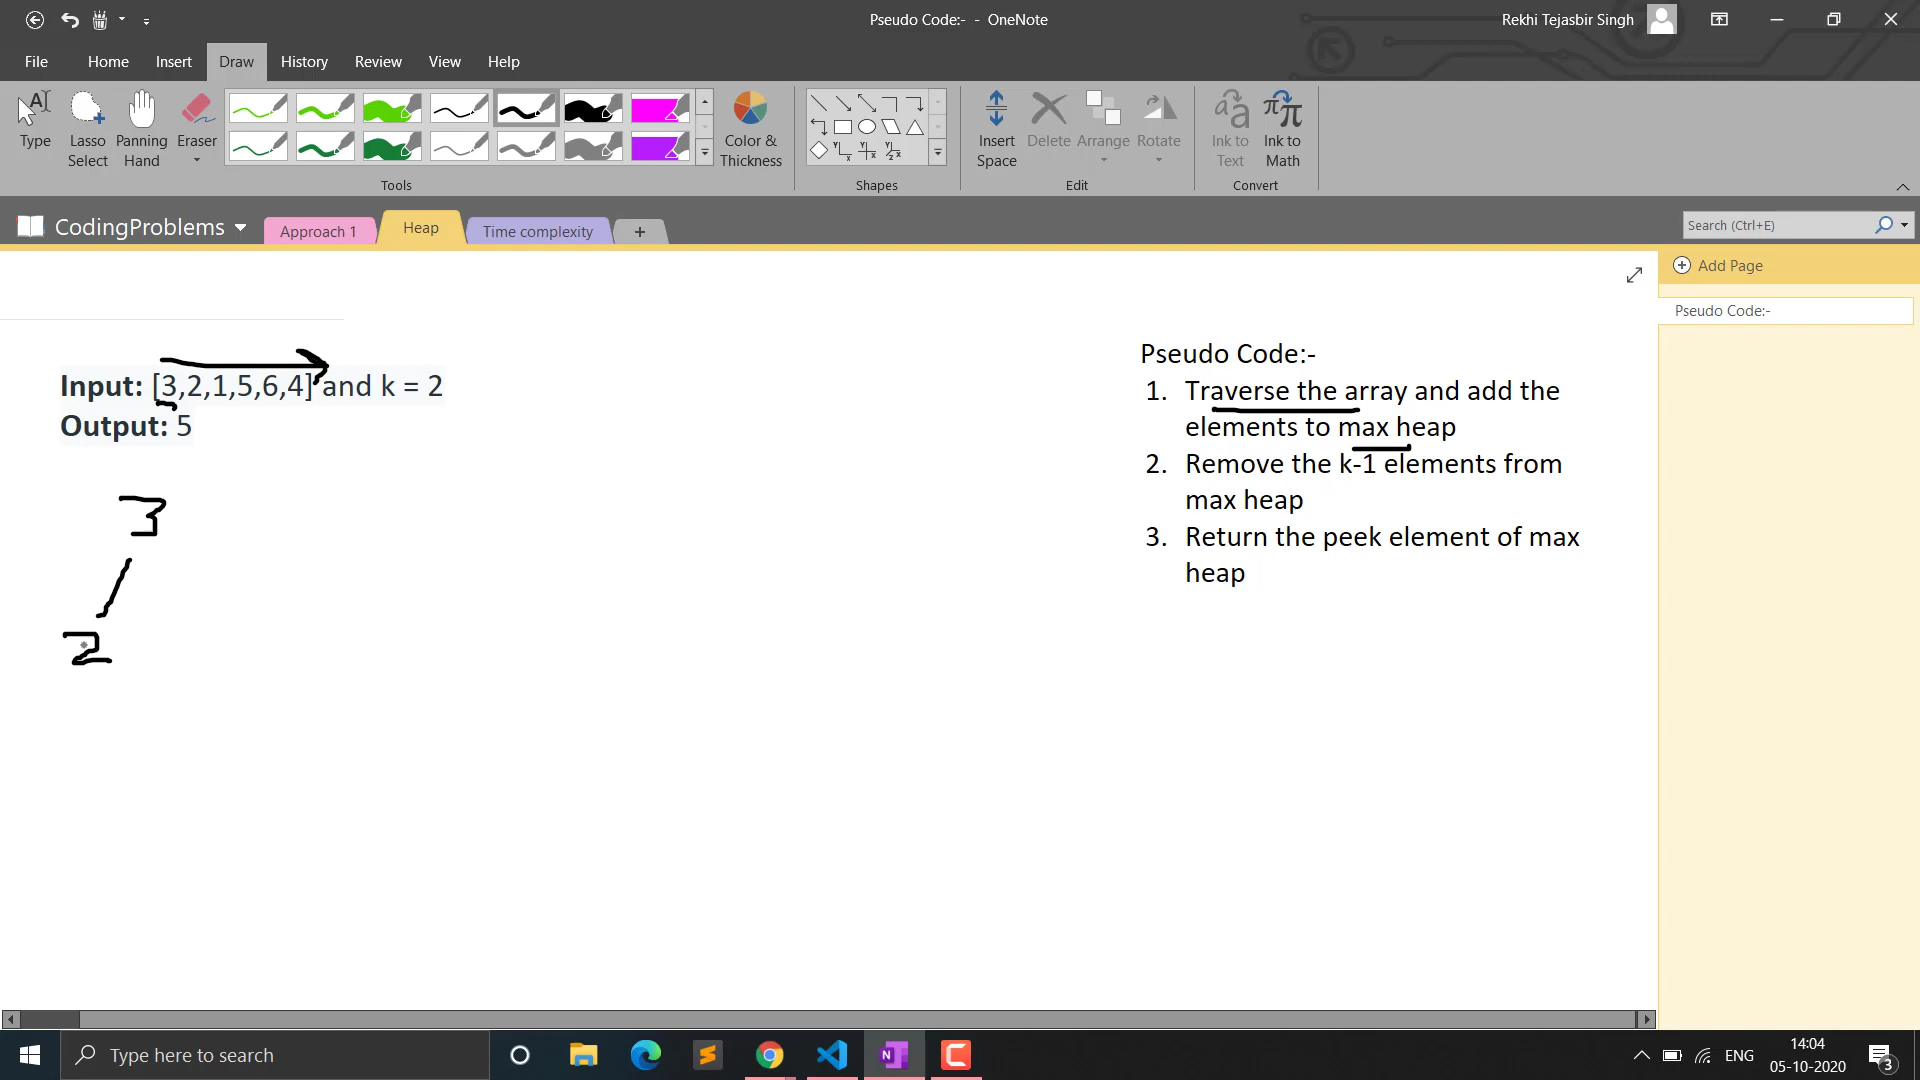 Pseudo Code:- - OneNote
Rekhi Tejasbir Singh
File Home Insert Draw History Review View Help
Type
Lasso Select
Panning Hand
Eraser
Color & Thickness
Insert Space
Delete
Arrange
Rotate
Ink to Text
Ink to Math
Tools
Shapes
Edit
Convert
CodingProblems
Approach 1
Heap
Time complexity
Search (Ctrl+E)
Add Page
Pseudo Code:-
Input: [3,2,1,5,6,4] and k = 2
Output: 5
3
2
Pseudo Code:-
1. Traverse the array and add the
elements to max heap
2. Remove the k-1 elements from
max heap
3. Return the peek element of max
heap
Type here to search
ENG
14:04
05-10-2020
3